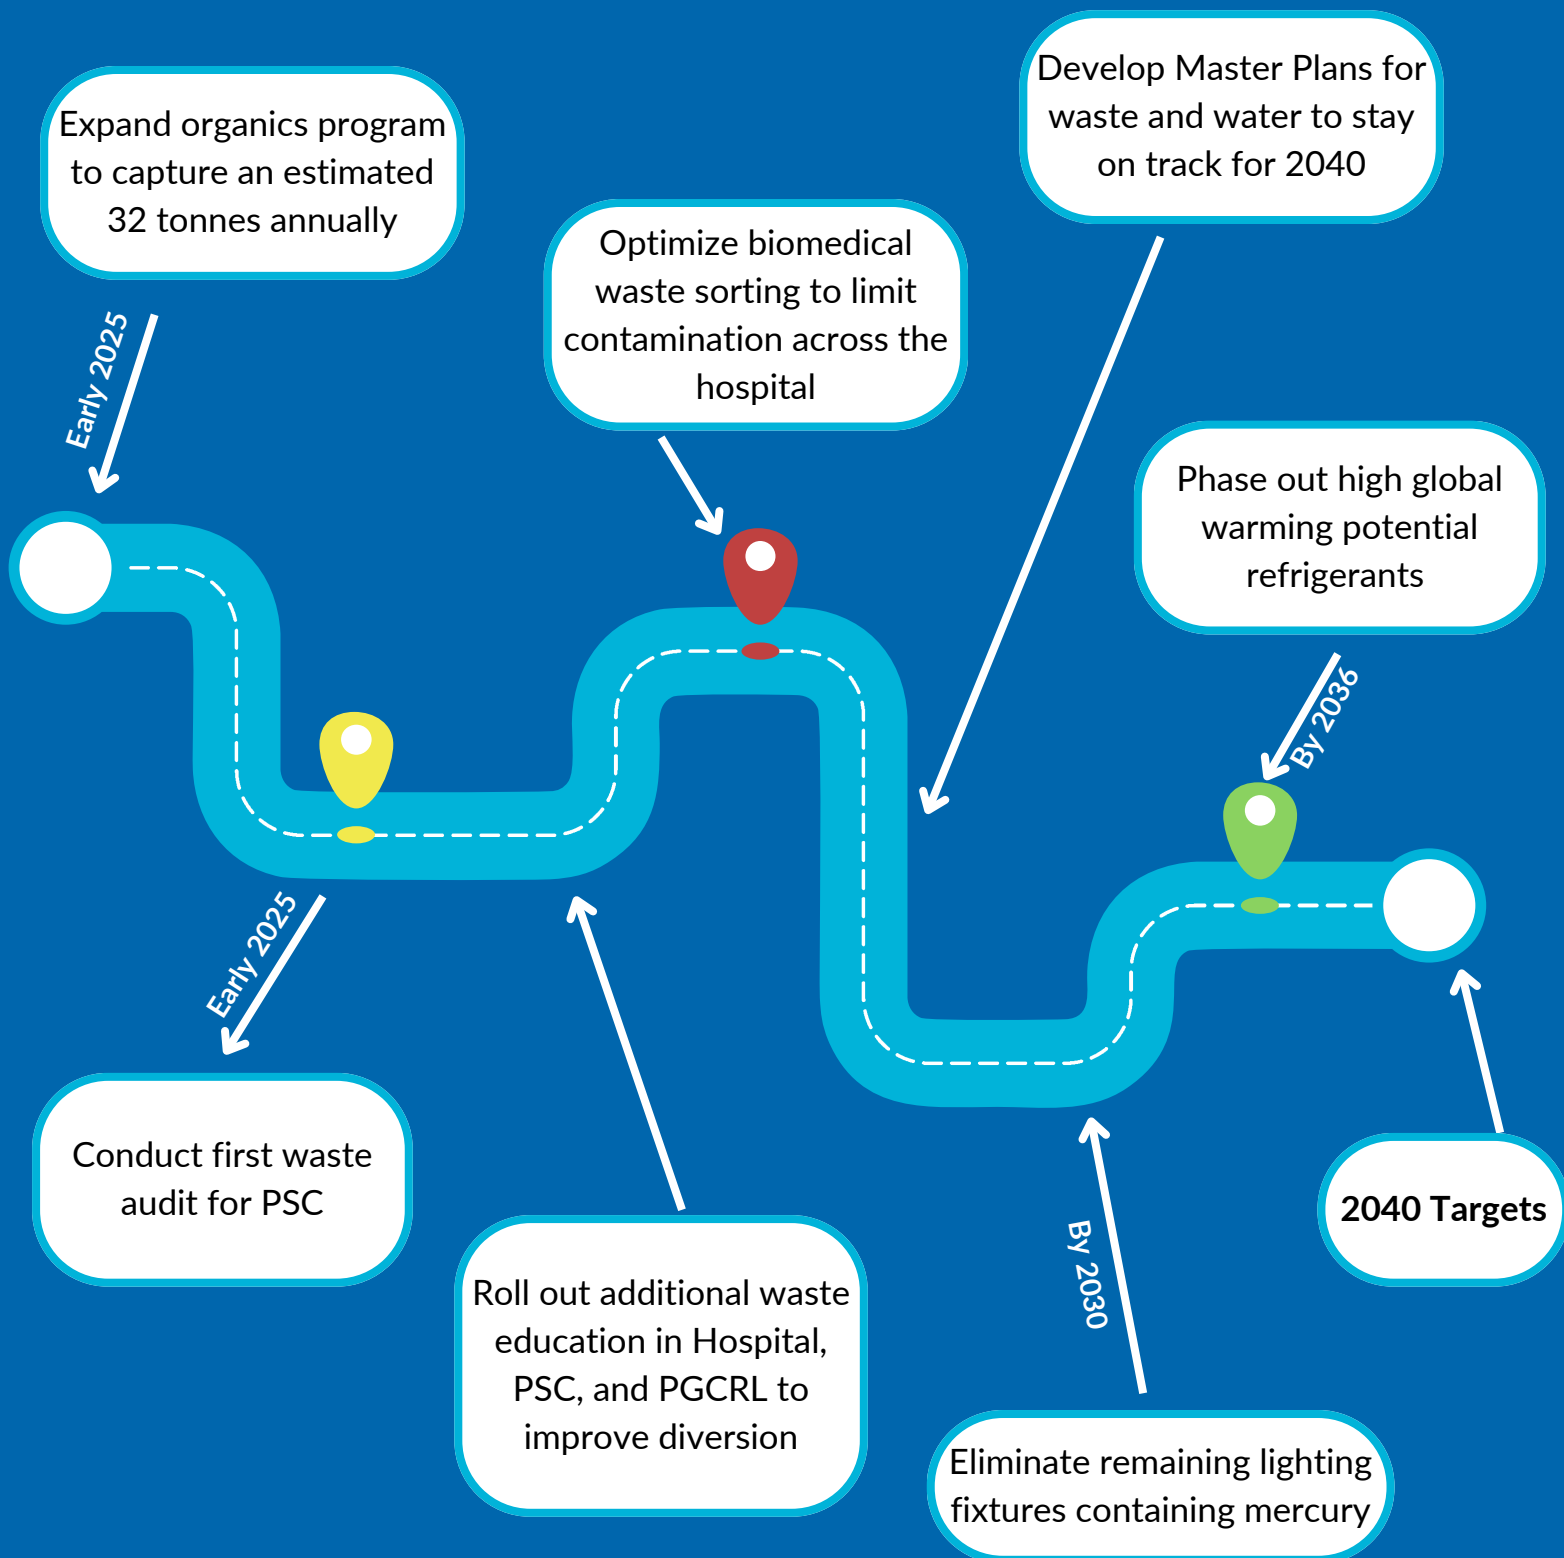 Expand organics program
to capture an estimated
32 tonnes annually
Early 2025
Conduct first waste
audit for PSC
Early 2025
Roll out additional waste
education in Hospital,
PSC, and PGCRL to
improve diversion
Optimize biomedical
waste sorting to limit
contamination across the
hospital
Develop Master Plans for
waste and water to stay
on track for 2040
Eliminate remaining lighting
fixtures containing mercury
By 2030
Phase out high global
warming potential
refrigerants
By 2036
2040 Targets